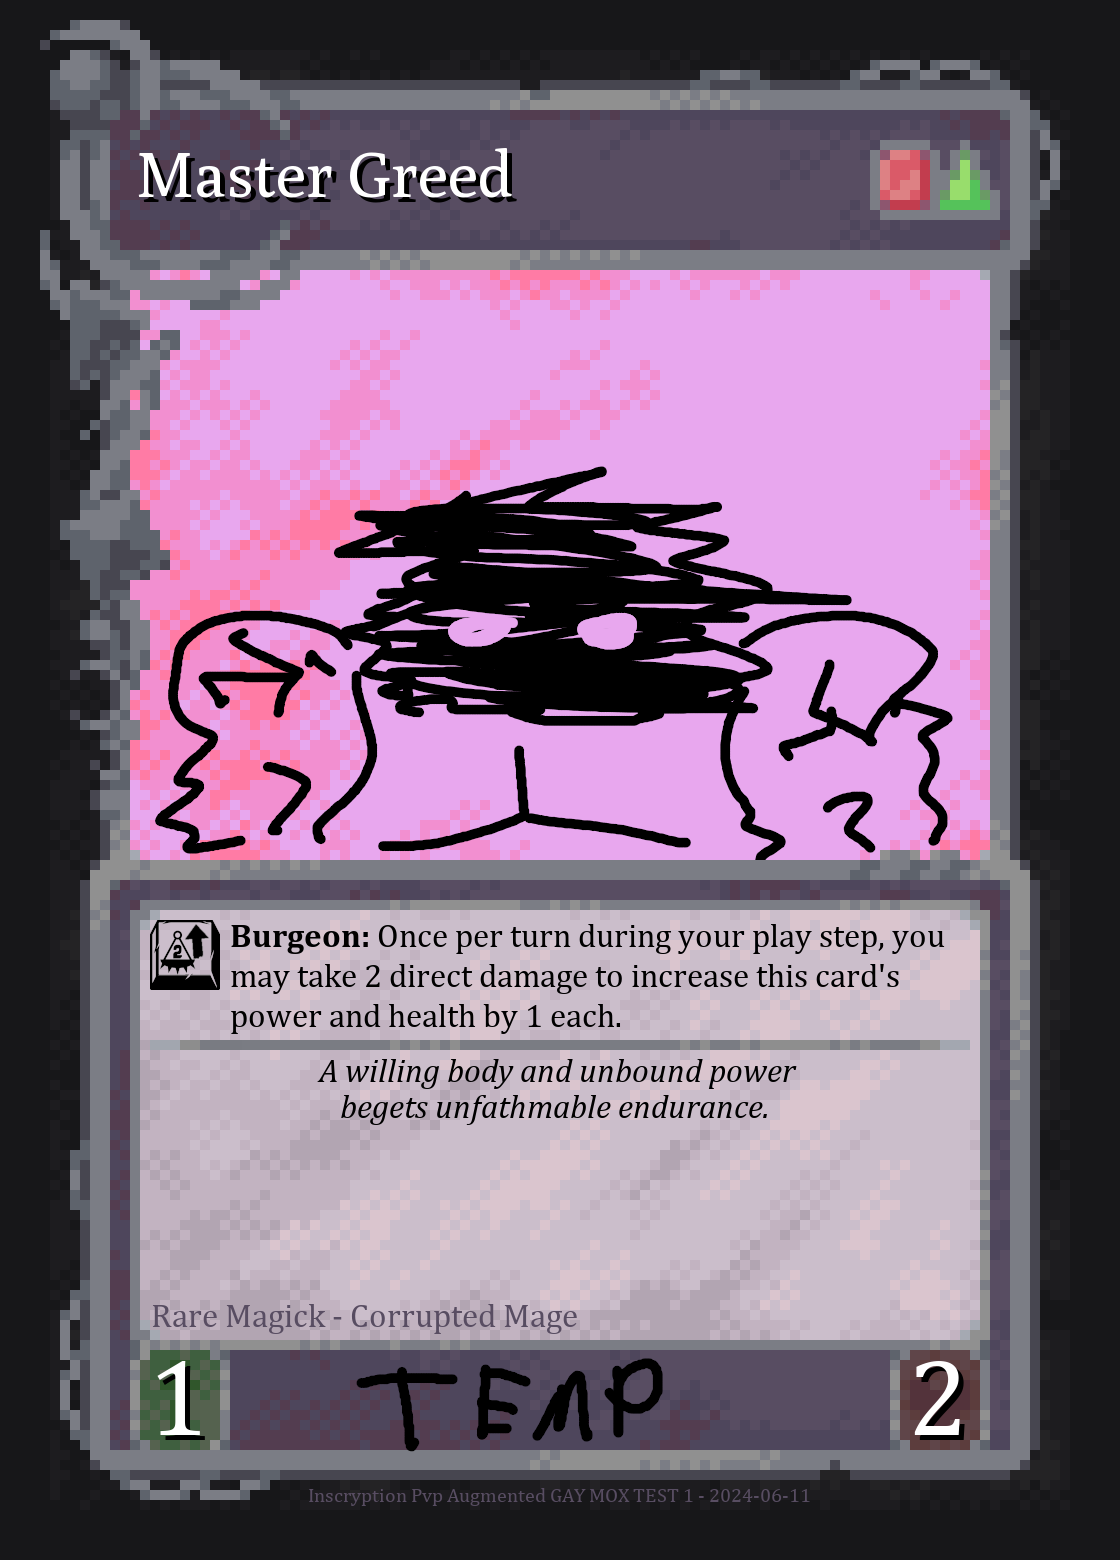 Master Greed
2
Burgeon: Once per turn during your play step, you
may take 2 direct damage to increase this card's
power and health by 1 each.
A willing body and unbound power
begets unfathmable endurance.
Rare Magick - Corrupted Mage
1 TEMP 2
Inscryption Pvp Augmented GAY MOX TEST 1 - 2024-06-11